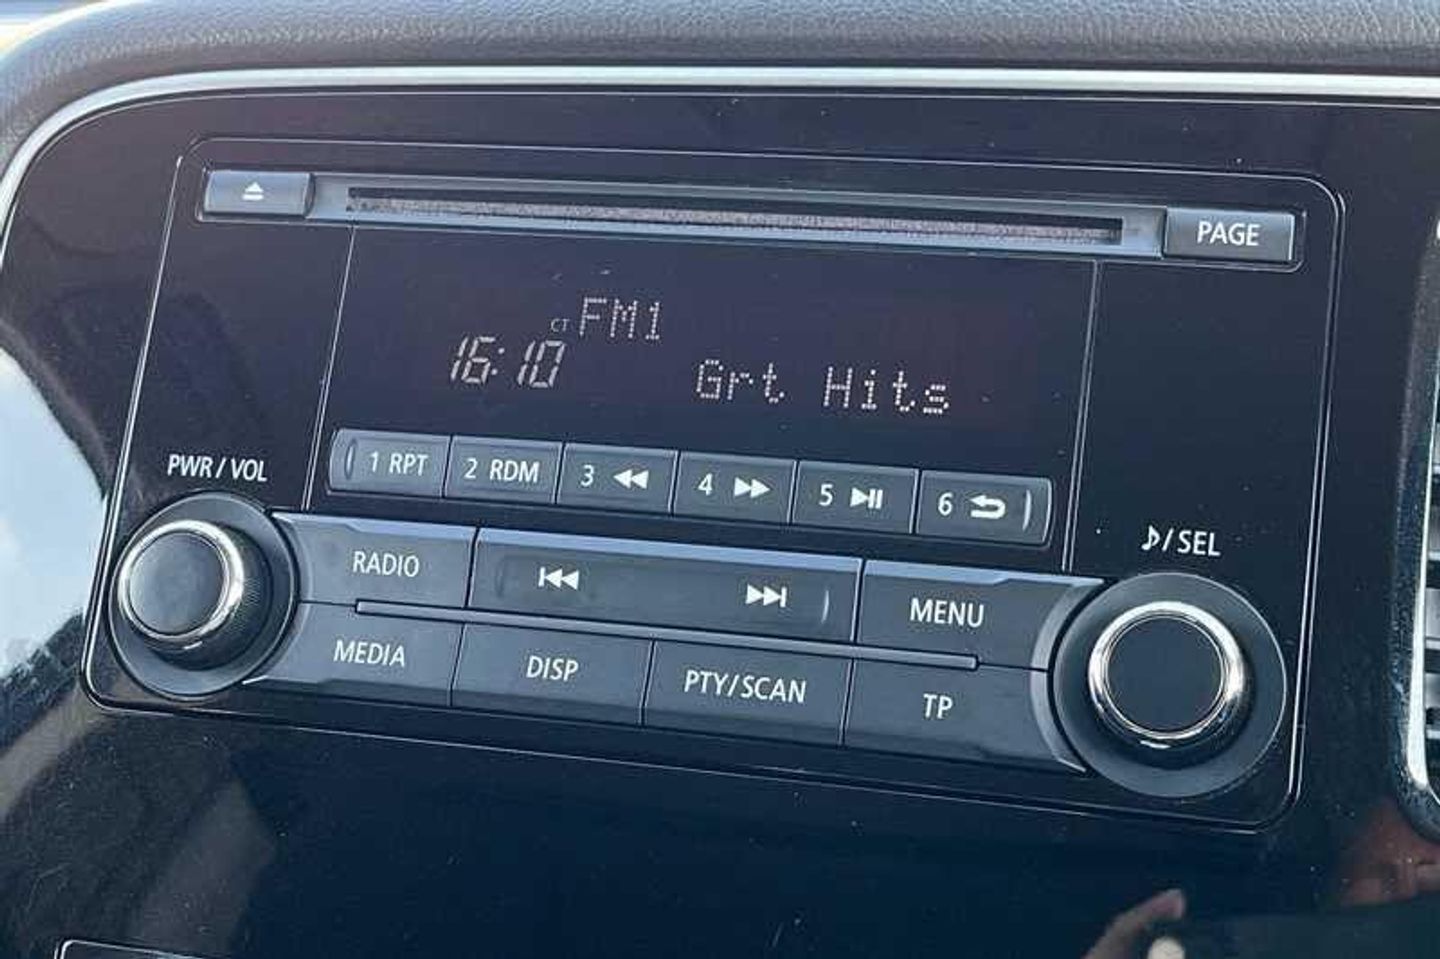 PAGE
CT FM1
16:10 Grt Hits
PWR / VOL
1 RPT 2 RDM 3 4 5 6
♪/ SEL
RADIO MENU
MEDIA DISP PTY/SCAN TP